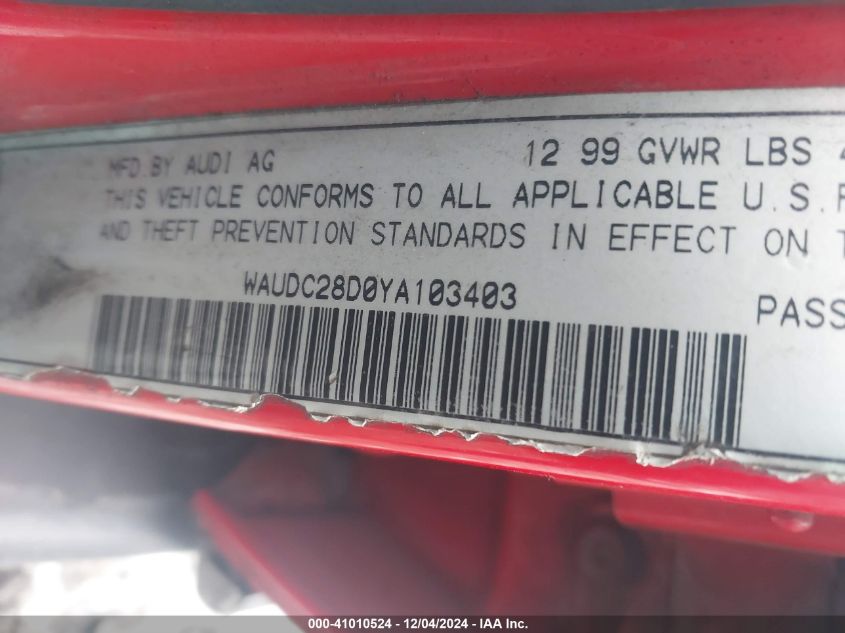 MFD.BY AUDI AG 12 99 GVWR LBS
THIS VEHICLE CONFORMS TO ALL APPLICABLE U.S.
AND THEFT PREVENTION STANDARDS IN EFFECT ON
WAUDC28D0YA103403
PASS
000-41010524 - 12/04/2024 - IAA Inc.